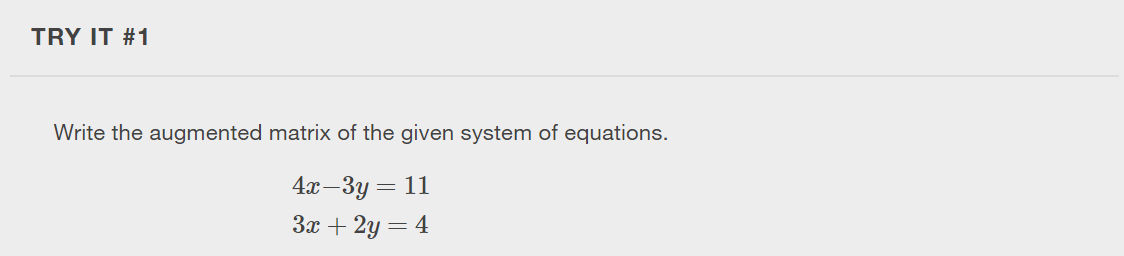 TRY IT #1
Write the augmented matrix of the given system of equations.
4x−3y = 11
3x + 2y = 4